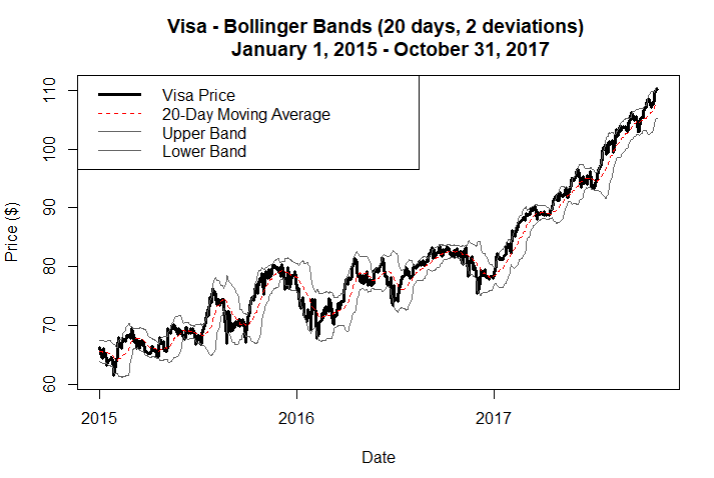 Visa - Bollinger Bands (20 days, 2 deviations)
January 1, 2015 - October 31, 2017
Visa Price
20-Day Moving Average
Upper Band
Lower Band
110
100
90
80
70
60
Price ($)
2015
2016
2017
Date